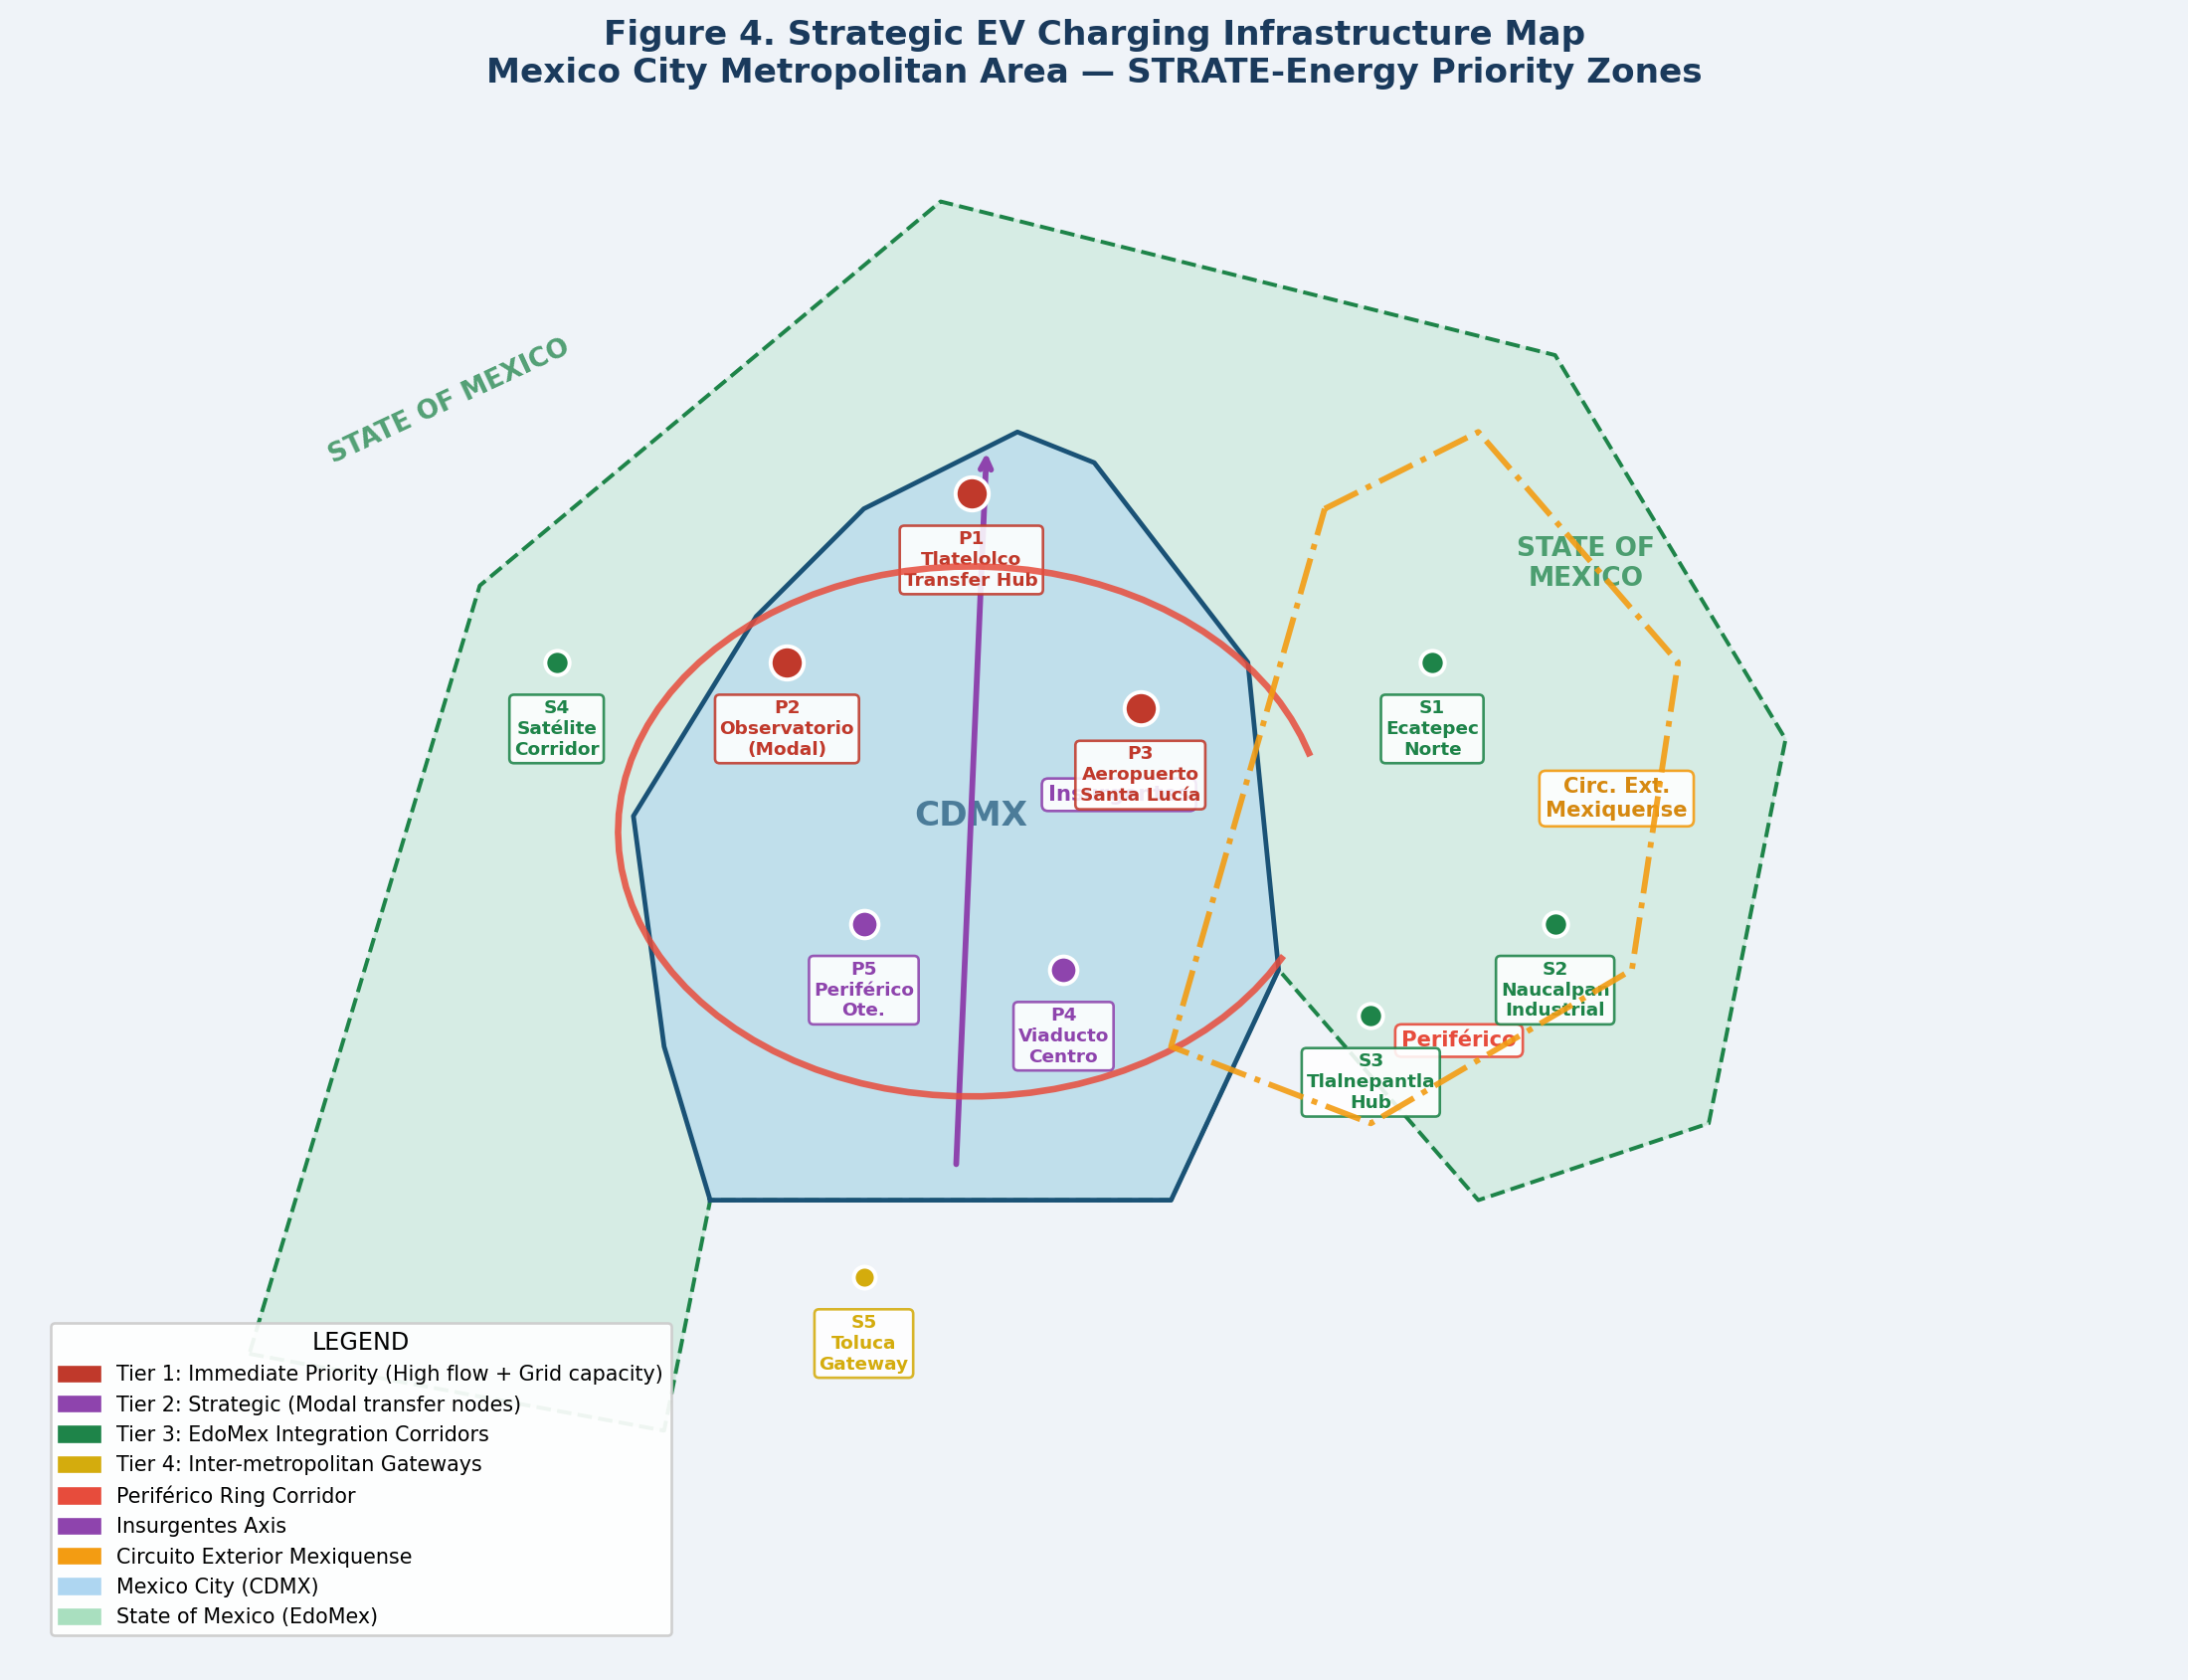 Figure 4. Strategic EV Charging Infrastructure Map
Mexico City Metropolitan Area — STRATE-Energy Priority Zones
STATE OF MEXICO
STATE OF
MEXICO
P1
Tlatelolco
Transfer Hub
S4
Satélite
Corridor
P2
Observatorio
(Modal)
P3
Aeropuerto
Santa Lucía
S1
Ecatepec
Norte
Circ. Ext.
Mexiquense
CDMX
P5
Periférico
Ote.
P4
Viaducto
Centro
S2
Naucalpan
Industrial
Periférico
S3
Tlalnepantla
Hub
S5
Toluca
Gateway
LEGEND
Tier 1: Immediate Priority (High flow + Grid capacity)
Tier 2: Strategic (Modal transfer nodes)
Tier 3: EdoMex Integration Corridors
Tier 4: Inter-metropolitan Gateways
Periférico Ring Corridor
Insurgentes Axis
Circuito Exterior Mexiquense
Mexico City (CDMX)
State of Mexico (EdoMex)